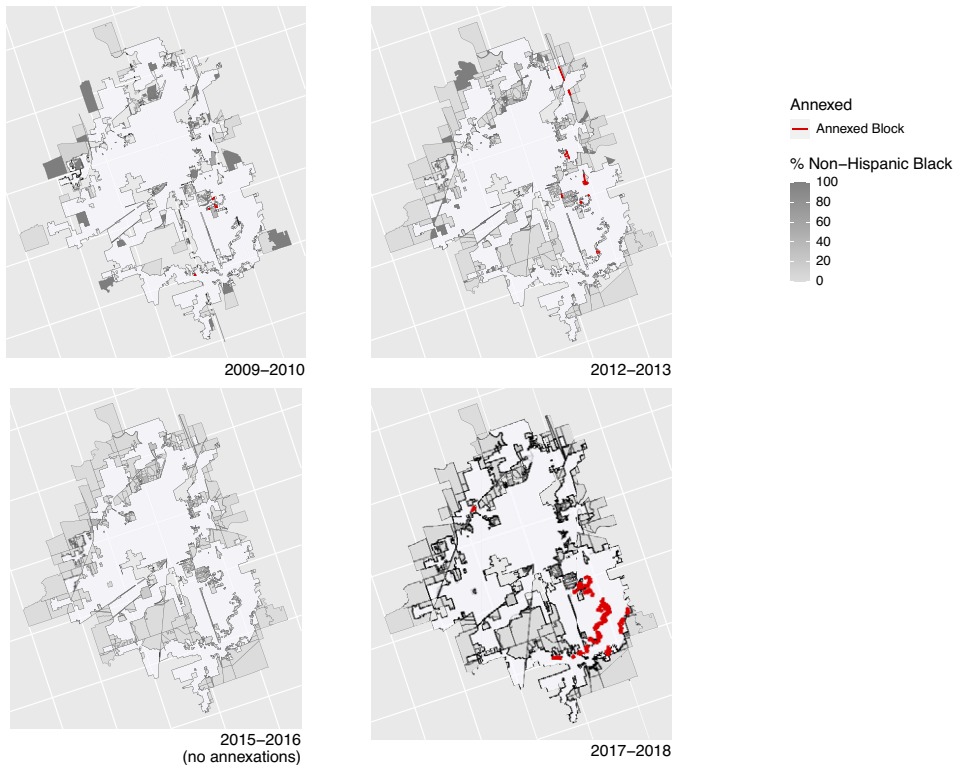 Annexed
Annexed Block
% Non−Hispanic Black
100
80
60
40
20
0
2009−2010
2012−2013
2015−2016
(no annexations)
2017−2018